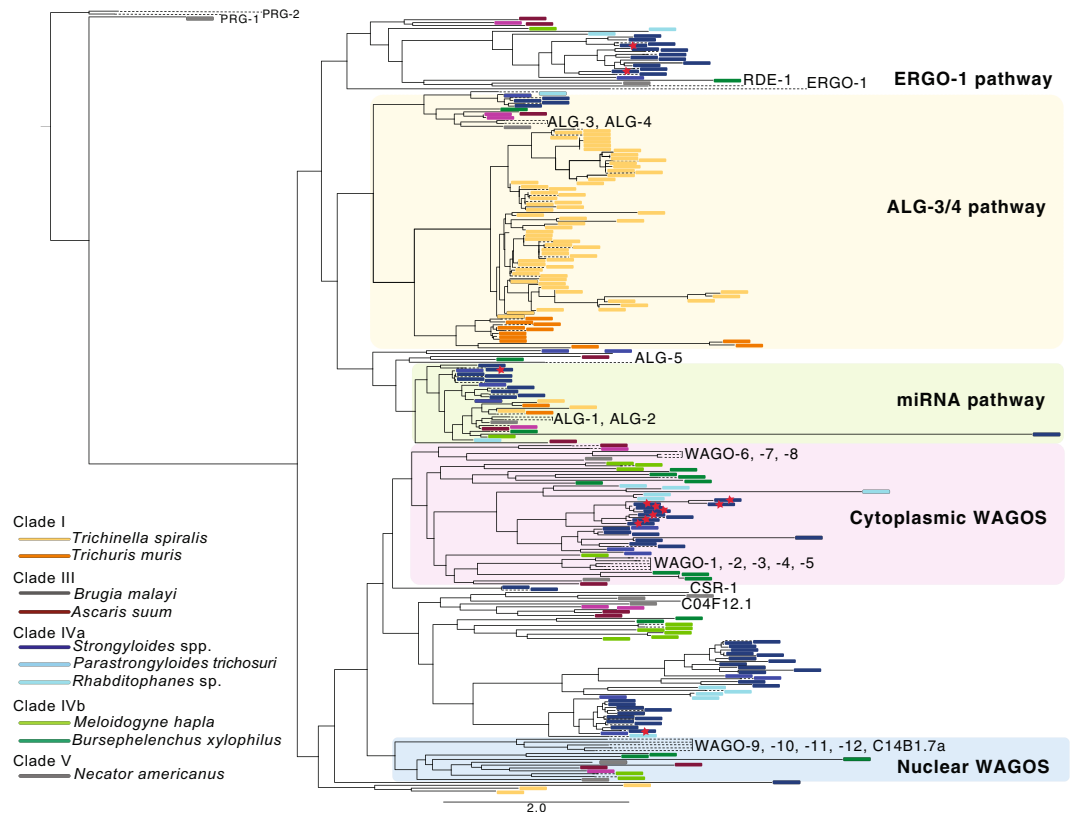 PRG-2
PRG-1
RDE-1
ERGO-1 pathway
ERGO-1
ALG-3, ALG-4
ALG-3/4 pathway
ALG-5
miRNA pathway
ALG-1, ALG-2
WAGO-6, -7, -8
Cytoplasmic WAGOS
WAGO-1, -2, -3, -4, -5
CSR-1
C04F12.1
WAGO-9, -10, -11, -12, C14B1.7a
Nuclear WAGOS
2.0
Clade I
Trichinella spiralis
Trichuris muris
Clade III
Brugia malayi
Ascaris suum
Clade IVa
Strongyloides spp.
Parastrongyloides trichosuri
Rhabditophanes sp.
Clade IVb
Meloidogyne hapla
Bursephelenchus xylophilus
Clade V
Necator americanus